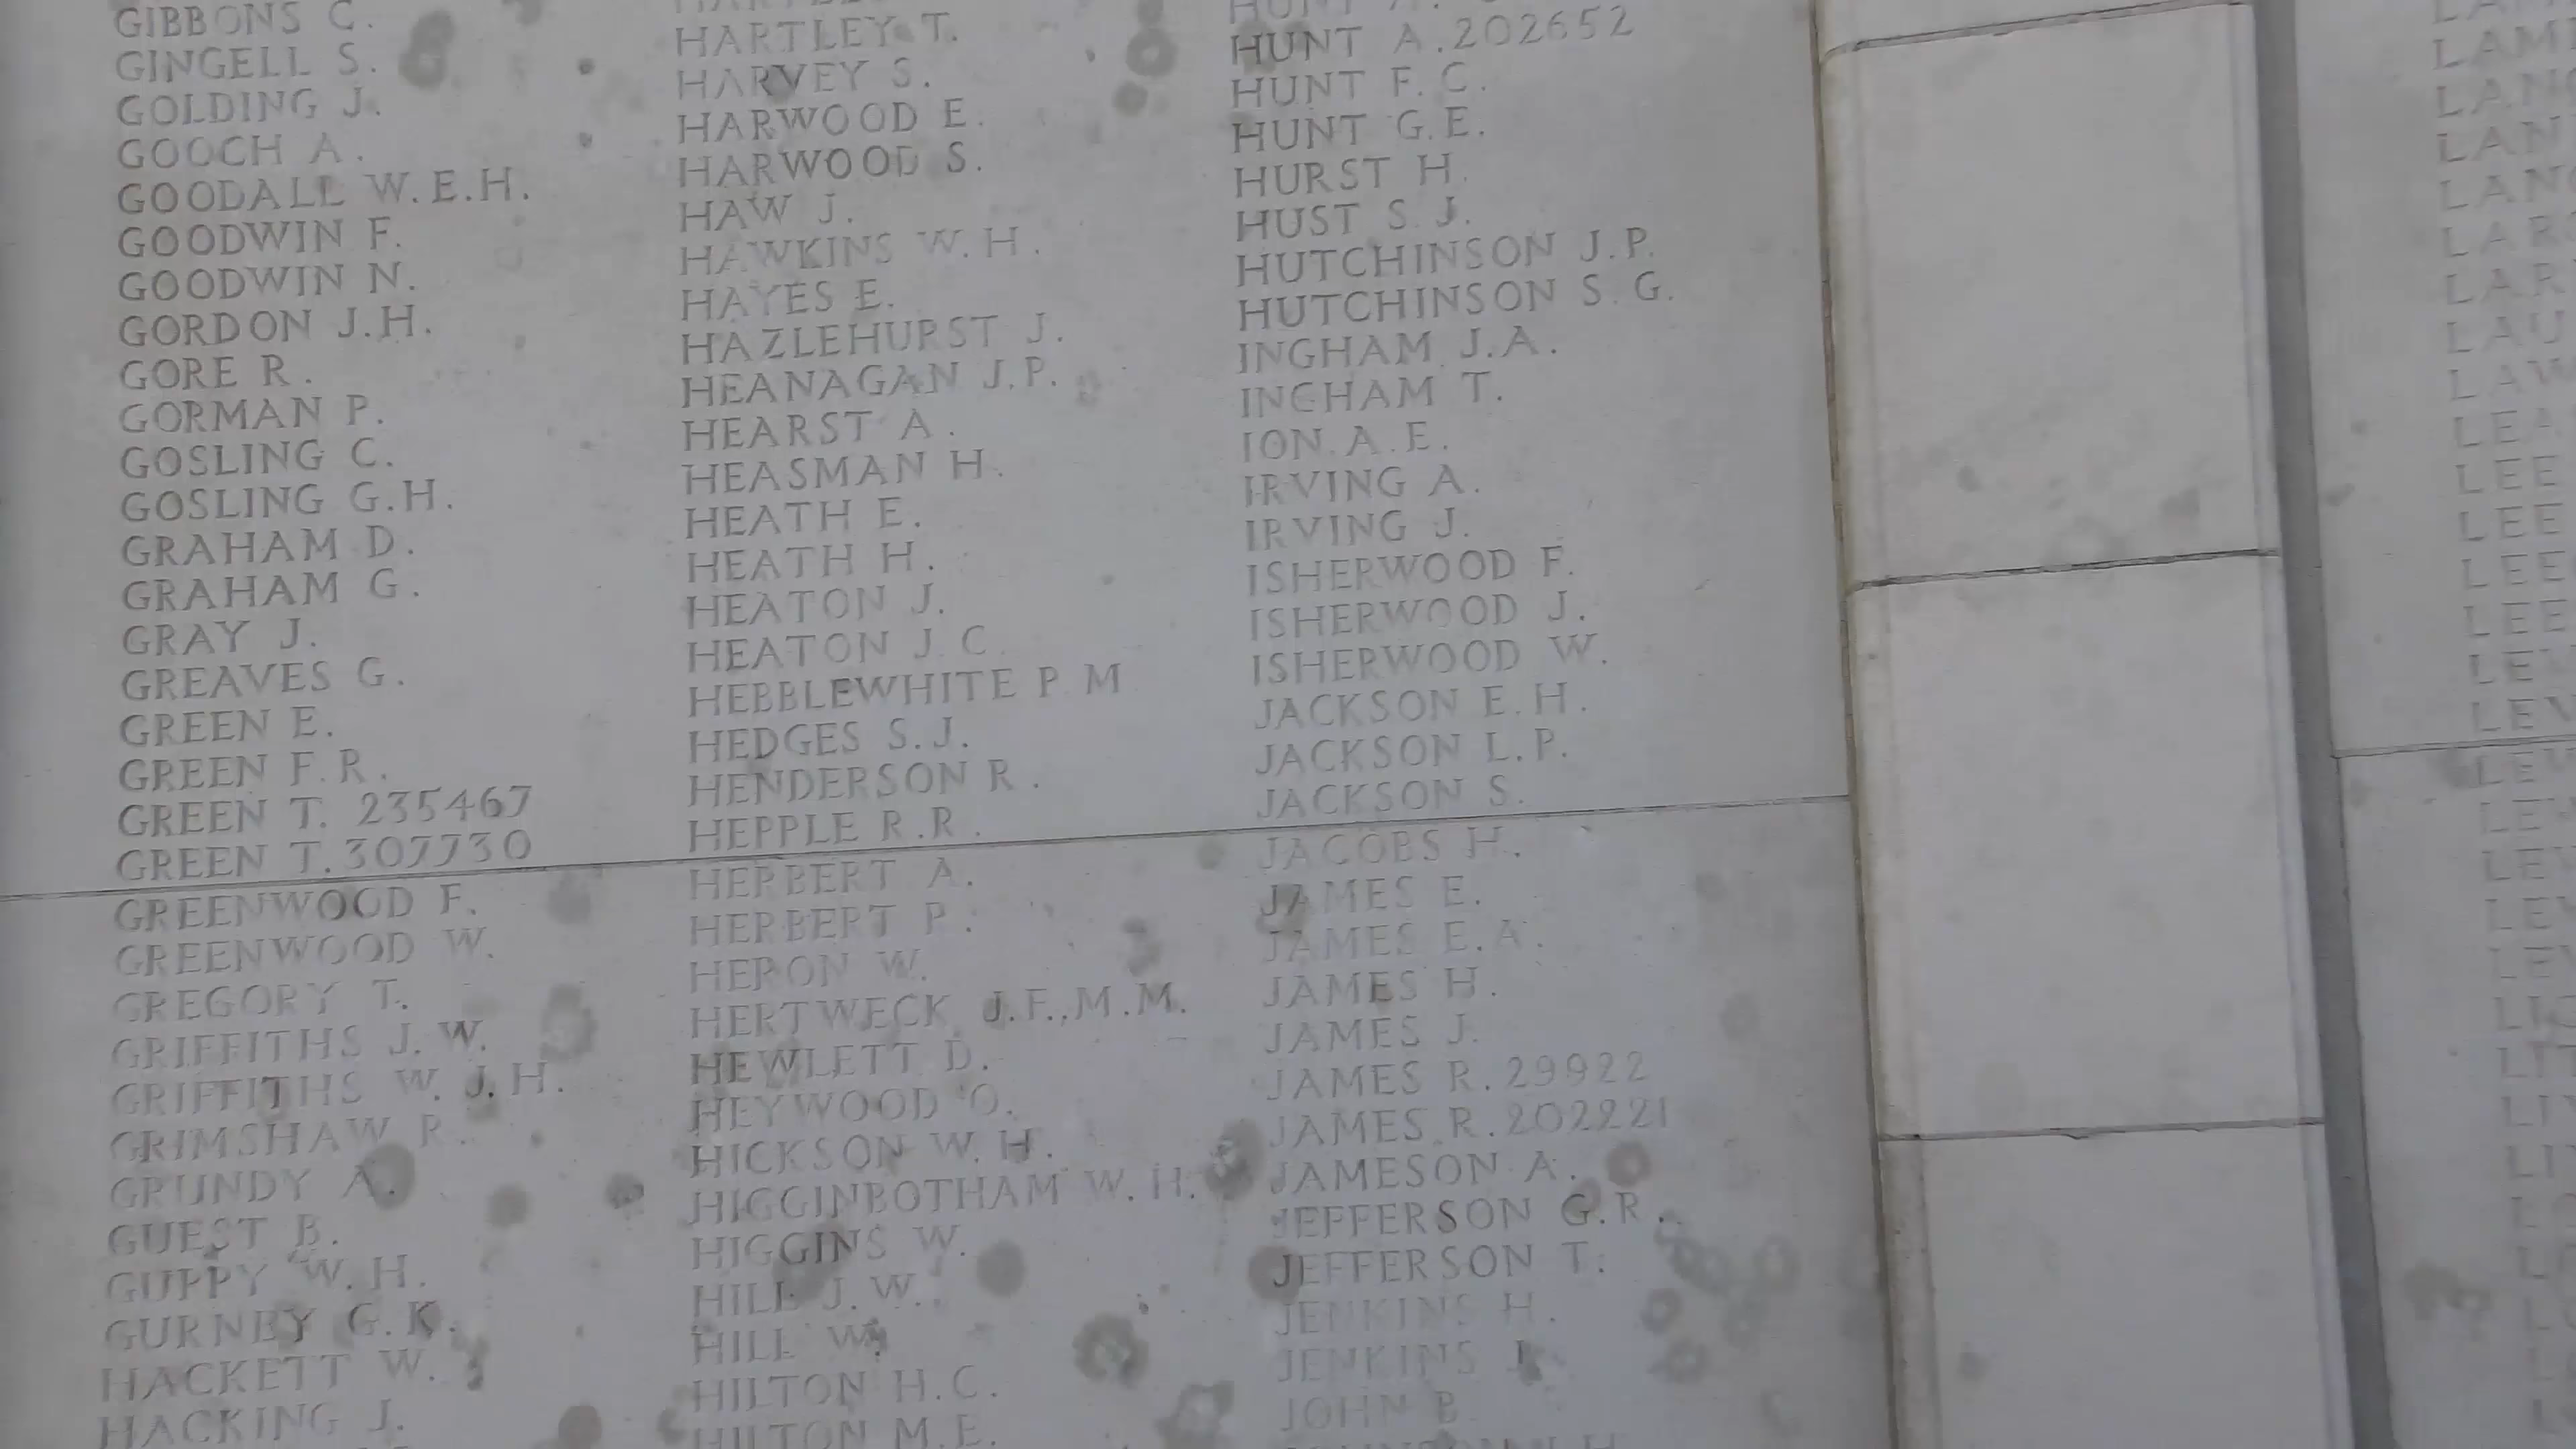 GIBBONS C.
GINGELL S.
GOLDING J.
GOOCH A.
GOODALL W.E.H.
GOODWIN F.
GOODWIN N.
GORDON J.H.
GORE R.
GORMAN P.
GOSLING C.
GOSLING G.H.
GRAHAM D.
GRAHAM G.
GRAY J.
GREAVES G.
GREEN E.
GREEN F.R.
GREEN T. 235467
GREEN T. 307730
GREENWOOD F.
GREENWOOD W.
GREGORY T.
GRIFFITHS J.W.
GRIFFITHS W.J.H.
GRIMSHAW R.
GRUNDY A.
GUEST B.
GUPPY W.H.
GURNEY G.K.
HACKETT W.
HACKING J.
HARTLEY T.
HARVEY S.
HARWOOD E.
HARWOOD S.
HAW J.
HAWKINS W.H.
HAYES E.
HAZLEHURST J.
HEANAGAN J.P.
HEARST A.
HEASMAN H.
HEATH E.
HEATH H.
HEATON J.
HEATON J.C.
HEBBLEWHITE P.M
HEDGES S.J.
HENDERSON R.
HEPPLE R.R.
HERBERT A.
HERBERT P.
HERON W.
HERTWECK J.F.,M.M.
HEWLETT D.
HEYWOOD O.
HICKSON W.H.
HIGGINBOTHAM W.H.
HIGGINS W.
HILL J.W.
HILL W.
HILTON H.C.
HILTON M.E.
HUNT A. 202652
HUNT F.C.
HUNT G.E.
HURST H.
HUST S.J.
HUTCHINSON J.P.
HUTCHINSON S.G.
INGHAM J.A.
INGHAM T.
ION A.E.
IRVING A.
IRVING J.
ISHERWOOD F.
ISHERWOOD J.
ISHERWOOD W.
JACKSON E.H.
JACKSON L.P.
JACKSON S.
JACOBS H.
JAMES E.
JAMES E.A.
JAMES H.
JAMES J.
JAMES R. 29922
JAMES R. 202221
JAMESON A.
JEFFERSON G.R.
JEFFERSON T.
JENKINS H.
JENKINS
JOHN B
LEE
LEE
LEE
LEE